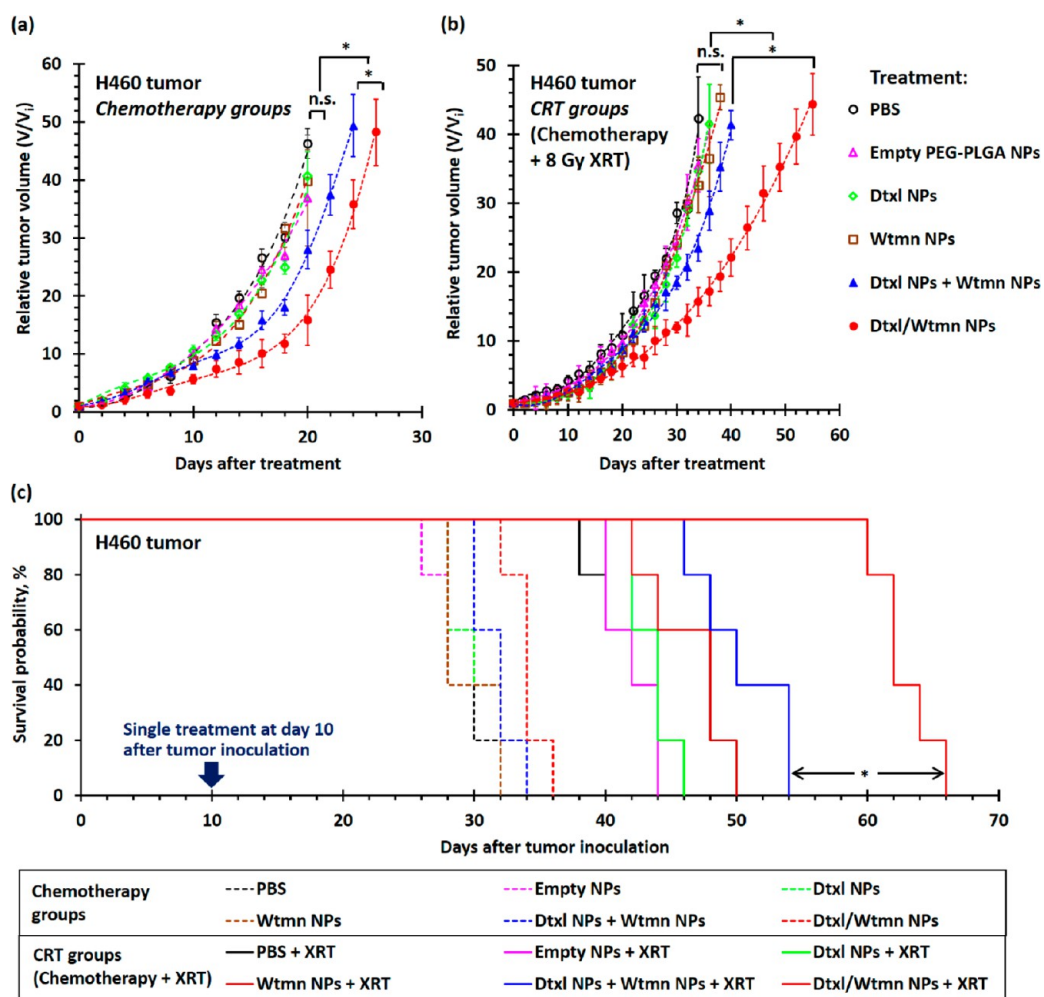 (a)
H460 tumor
Chemotherapy groups
n.s.
*
*
Relative tumor volume (V/Vi)
60
50
40
30
20
10
0
0
10
20
30
Days after treatment
(b)
H460 tumor
CRT groups
(Chemotherapy
+ 8 Gy XRT)
n.s.
*
*
Relative tumor volume (V/Vi)
50
40
30
20
10
0
0
10
20
30
40
50
60
Days after treatment
Treatment:
PBS
Empty PEG-PLGA NPs
Dtxl NPs
Wtmn NPs
Dtxl NPs + Wtmn NPs
Dtxl/Wtmn NPs
(c)
H460 tumor
Survival probability, %
100
80
60
40
20
0
Single treatment at day 10
after tumor inoculation
*
0
10
20
30
40
50
60
70
Days after tumor inoculation
Chemotherapy
groups
PBS
Empty NPs
Dtxl NPs
Wtmn NPs
Dtxl NPs + Wtmn NPs
Dtxl/Wtmn NPs
CRT groups
(Chemotherapy + XRT)
PBS + XRT
Empty NPs + XRT
Dtxl NPs + XRT
Wtmn NPs + XRT
Dtxl NPs + Wtmn NPs + XRT
Dtxl/Wtmn NPs + XRT